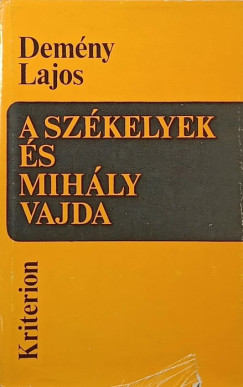 Demény
Lajos
A SZÉKELYEK
ÉS
MIHÁLY
VAJDA
Kriterion